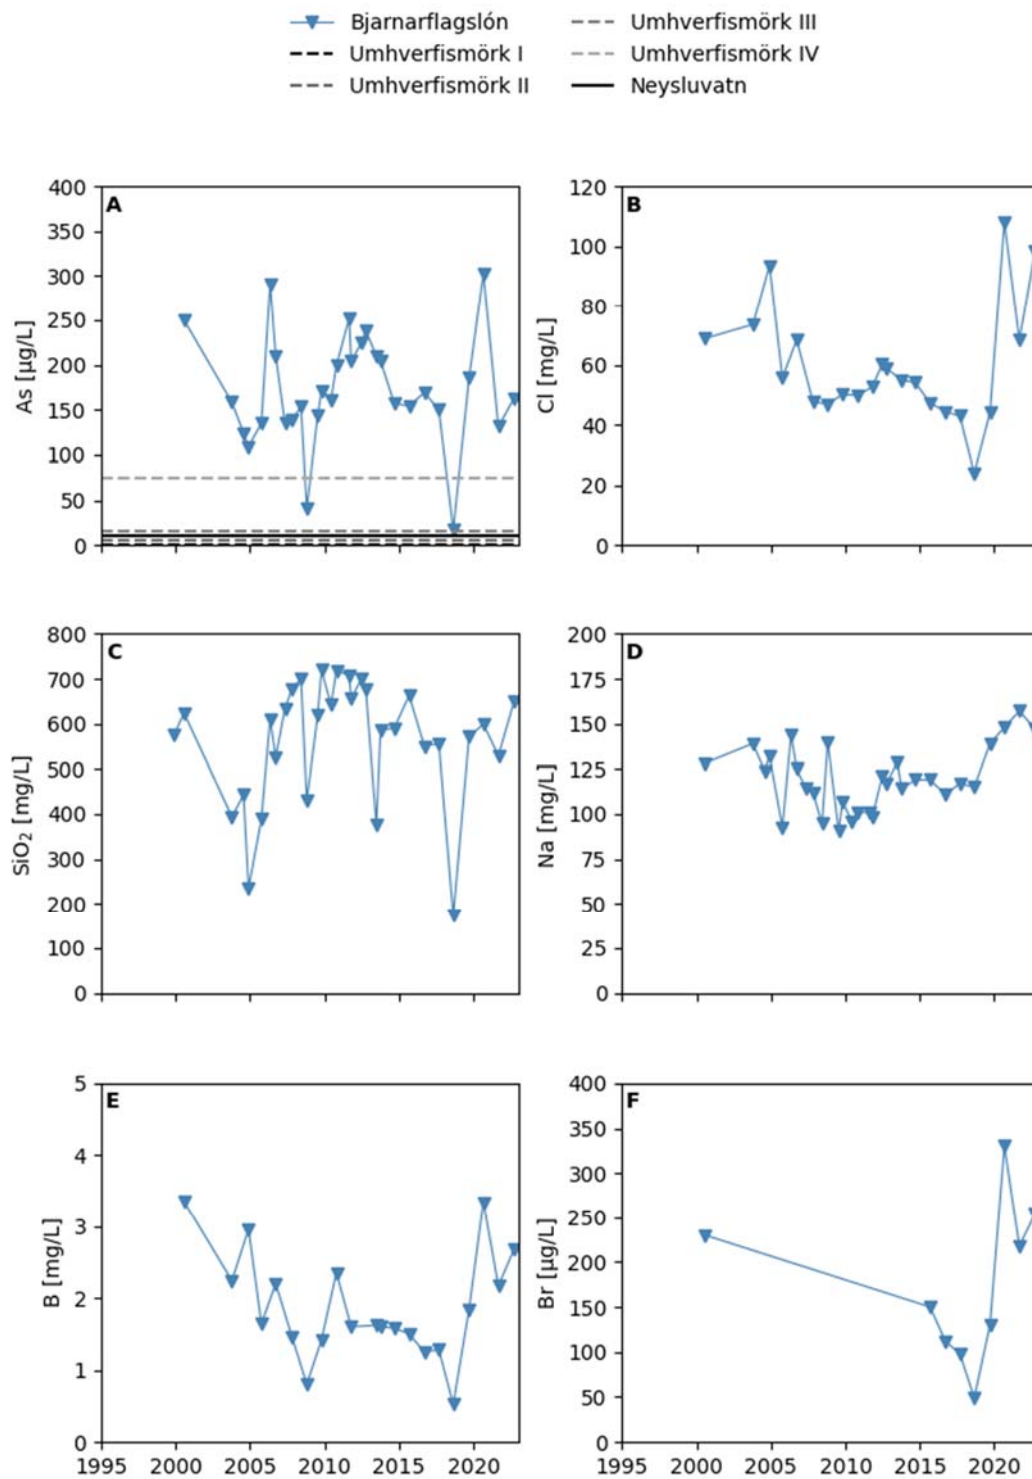 Bjarnarflagslón
Umhverfismörk III
Umhverfismörk I
Umhverfismörk IV
Umhverfismörk II
Neysluvatn
A
As [µg/L]
400
350
300
250
200
150
100
50
0
B
Cl [mg/L]
120
100
80
60
40
20
0
C
SiO₂ [mg/L]
800
700
600
500
400
300
200
100
0
D
Na [mg/L]
200
175
150
125
100
75
50
25
0
E
B [mg/L]
5
4
3
2
1
0
1995 2000 2005 2010 2015 2020
F
Br [µg/L]
400
350
300
250
200
150
100
50
0
1995 2000 2005 2010 2015 2020